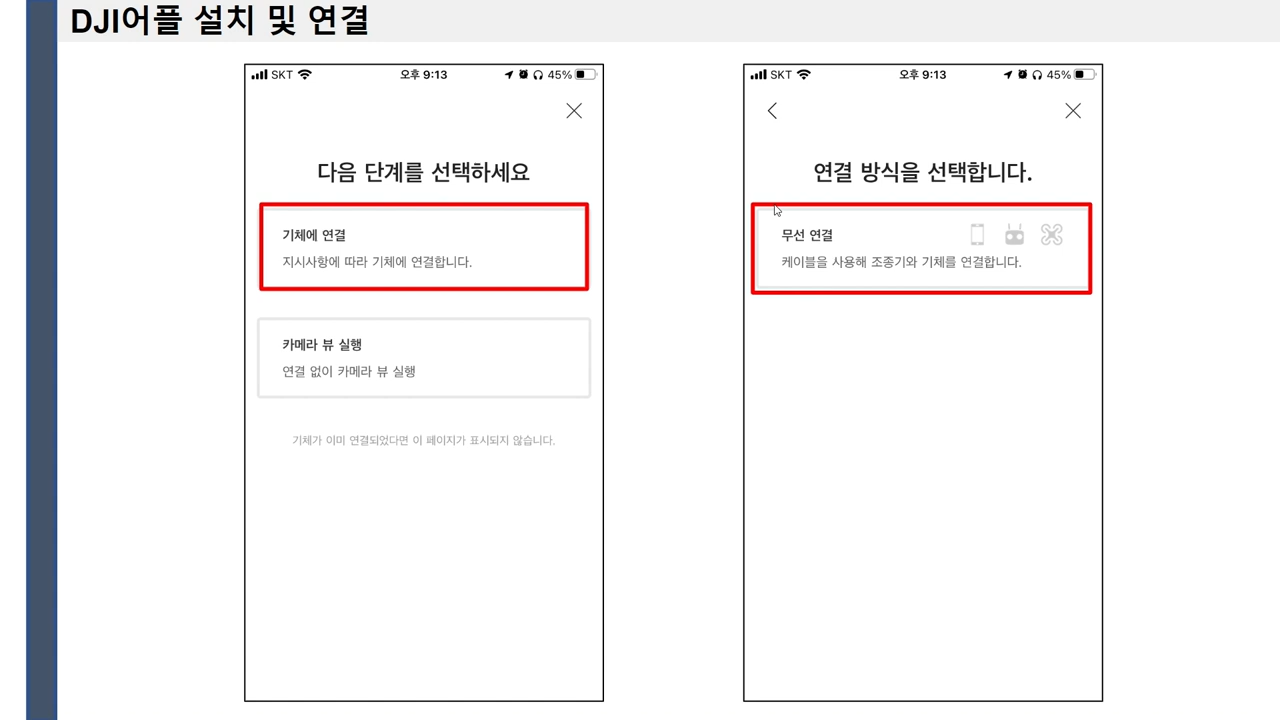 DJI어플 설치 및 연결
SKT 오후 9:13 45%
다음 단계를 선택하세요
기체에 연결
지시사항에 따라 기체에 연결합니다.
카메라 뷰 실행
연결 없이 카메라 뷰 실행
기체가 이미 연결되었다면 이 페이지가 표시되지 않습니다.
SKT 오후 9:13 45%
연결 방식을 선택합니다.
무선 연결
케이블을 사용해 조종기와 기체를 연결합니다.